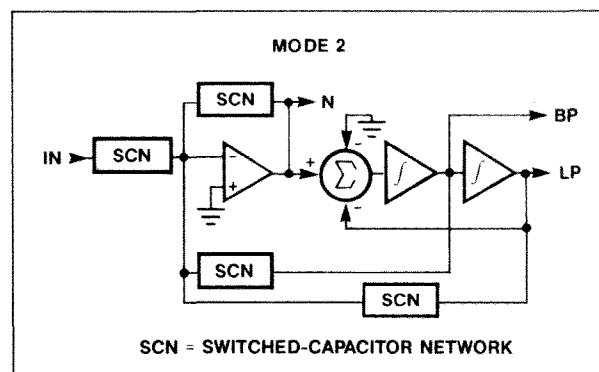 MODE 2
SCN
N
IN
SCN
-
+
+
-
Σ
-
∫
∫
BP
LP
SCN
SCN
SCN = SWITCHED-CAPACITOR NETWORK